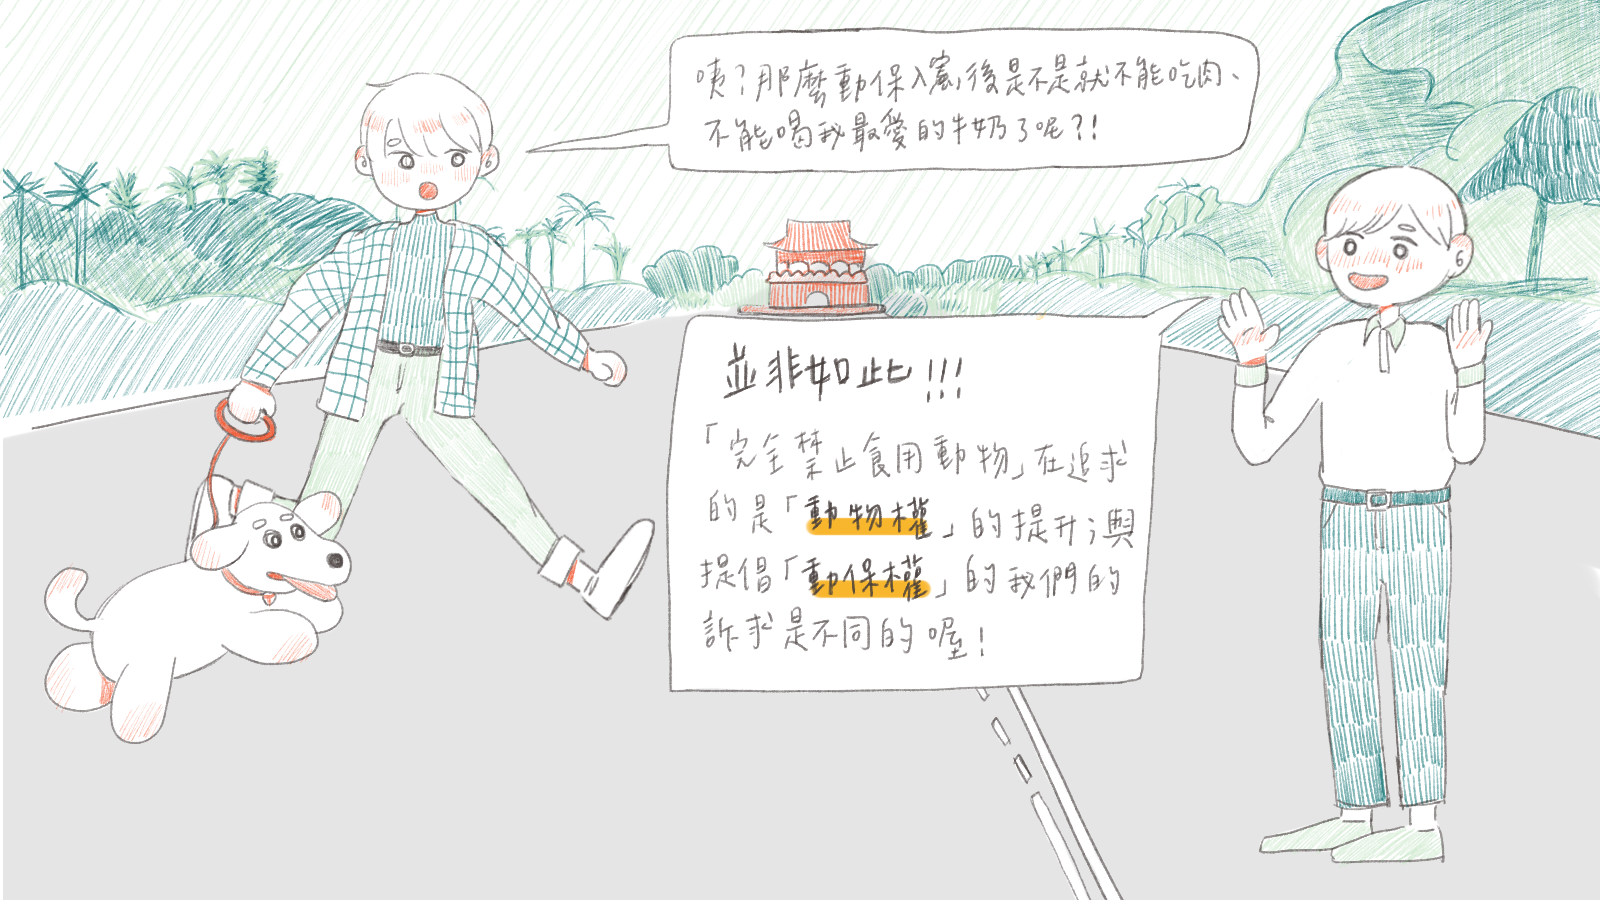 咦？那麼動保入憲後是不是就不能吃肉、
不能喝我最愛的牛奶了呢？！
並非如此！！！
「完全禁止食用動物」在追求
的是「動物權」的提升；與
提倡「動保權」的我們的
訴求是不同的喔！